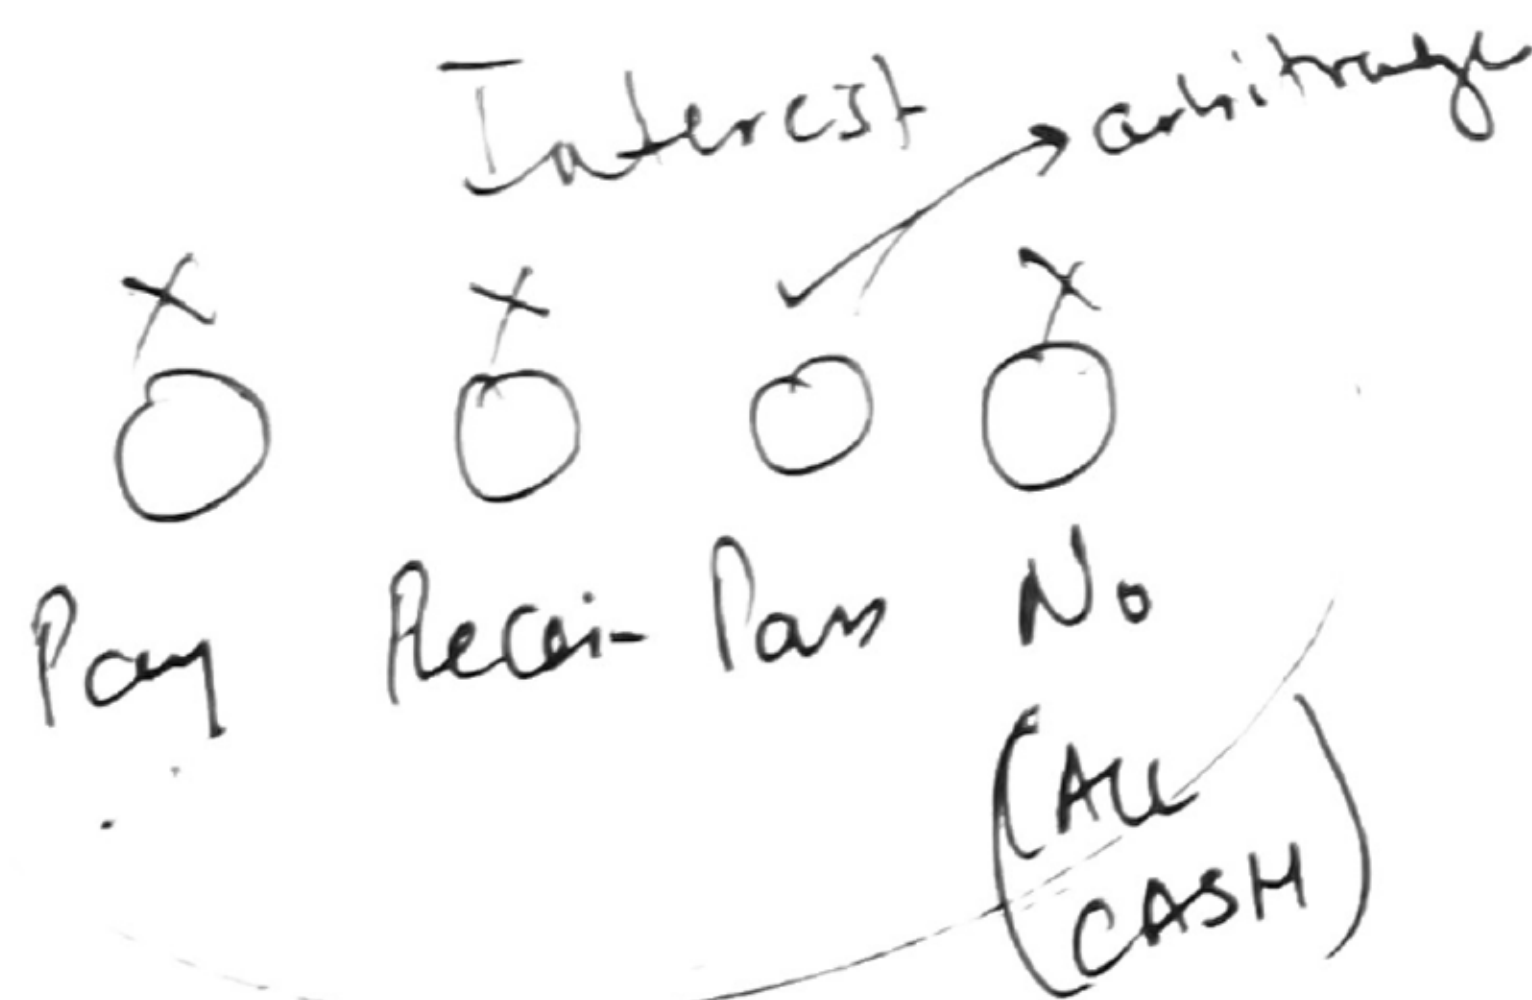 Interest
arbitrage
Pay Recei- Pass No
(ALL
CASH)